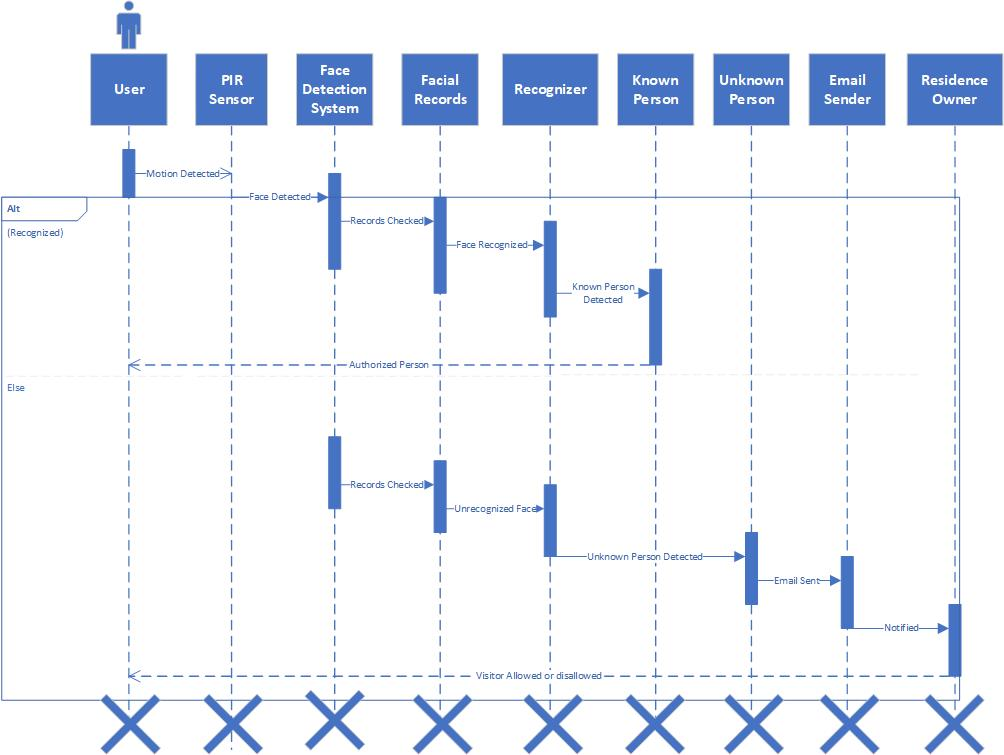 User
PIR
Sensor
Face
Detection
System
Facial
Records
Recognizer
Known
Person
Unknown
Person
Email
Sender
Residence
Owner
Motion Detected
Face Detected
Alt
Records Checked
(Recognized)
Face Recognized
Known Person
Detected
Authorized Person
Else
Records Checked
Unrecognized Face
Unknown Person Detected
Email Sent
Notified
Visitor Allowed or disallowed